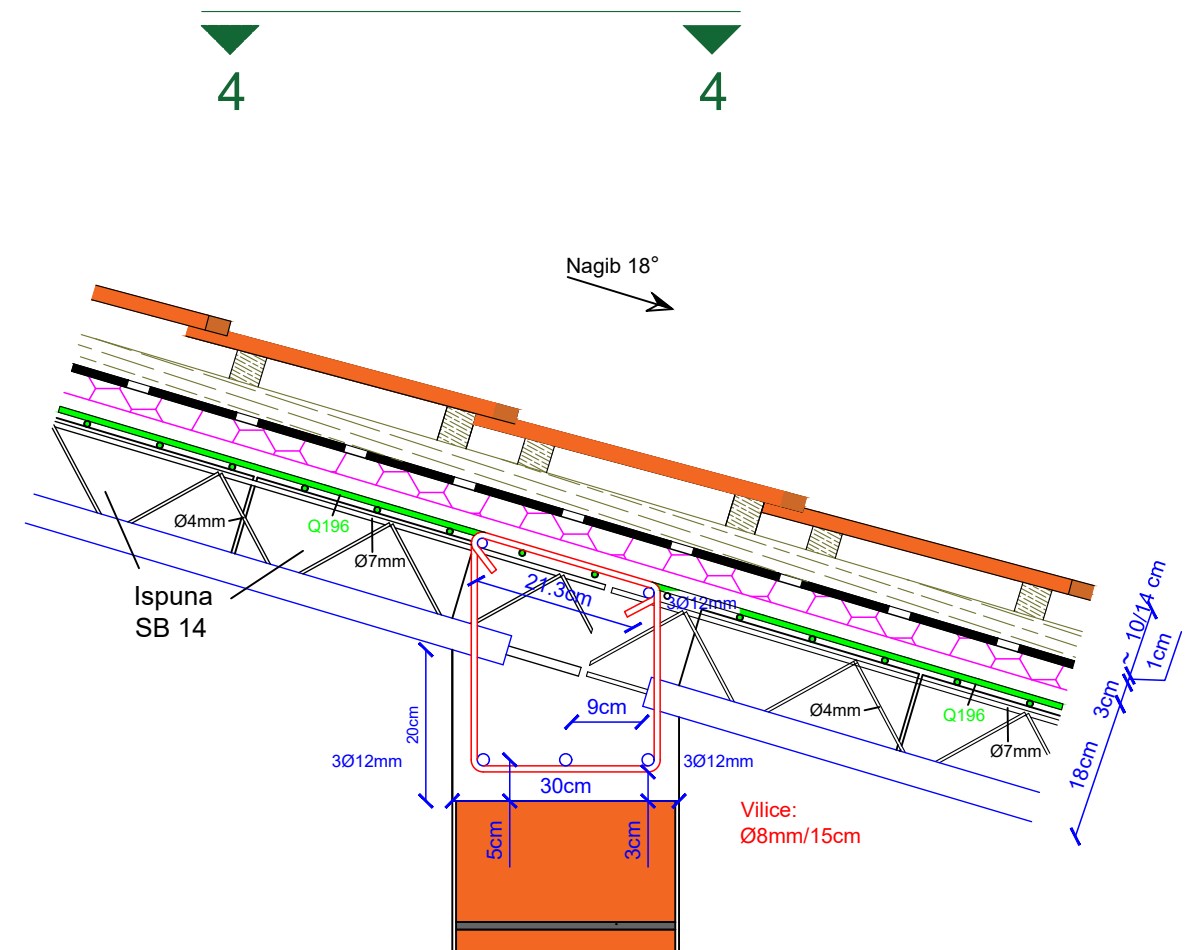 4
4
Nagib 18°
Ø4mm
Q196
Ø7mm
Ispuna
SB 14
21.3cm
3Ø12mm
~ 10/14 cm
1cm
3cm
18cm
Ø4mm
Q196
Ø7mm
20cm
9cm
3Ø12mm
3Ø12mm
30cm
5cm
3cm
Vilice:
Ø8mm/15cm